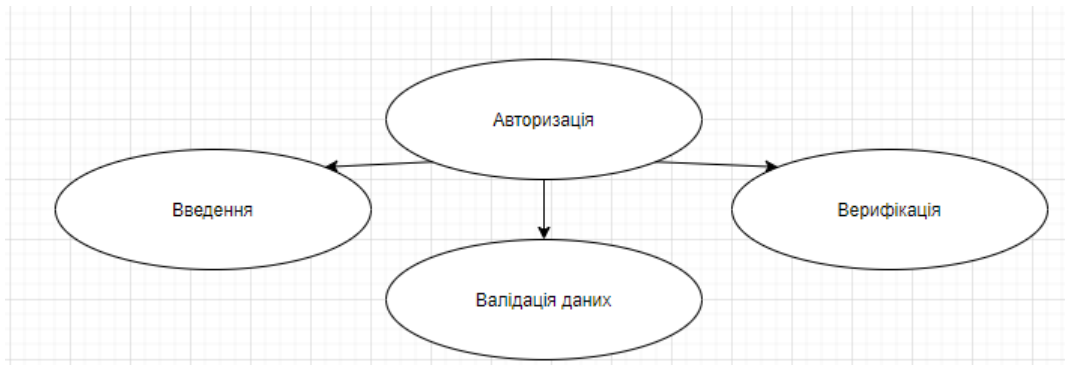 Авторизація
Введення
Верифікація
Валідація даних